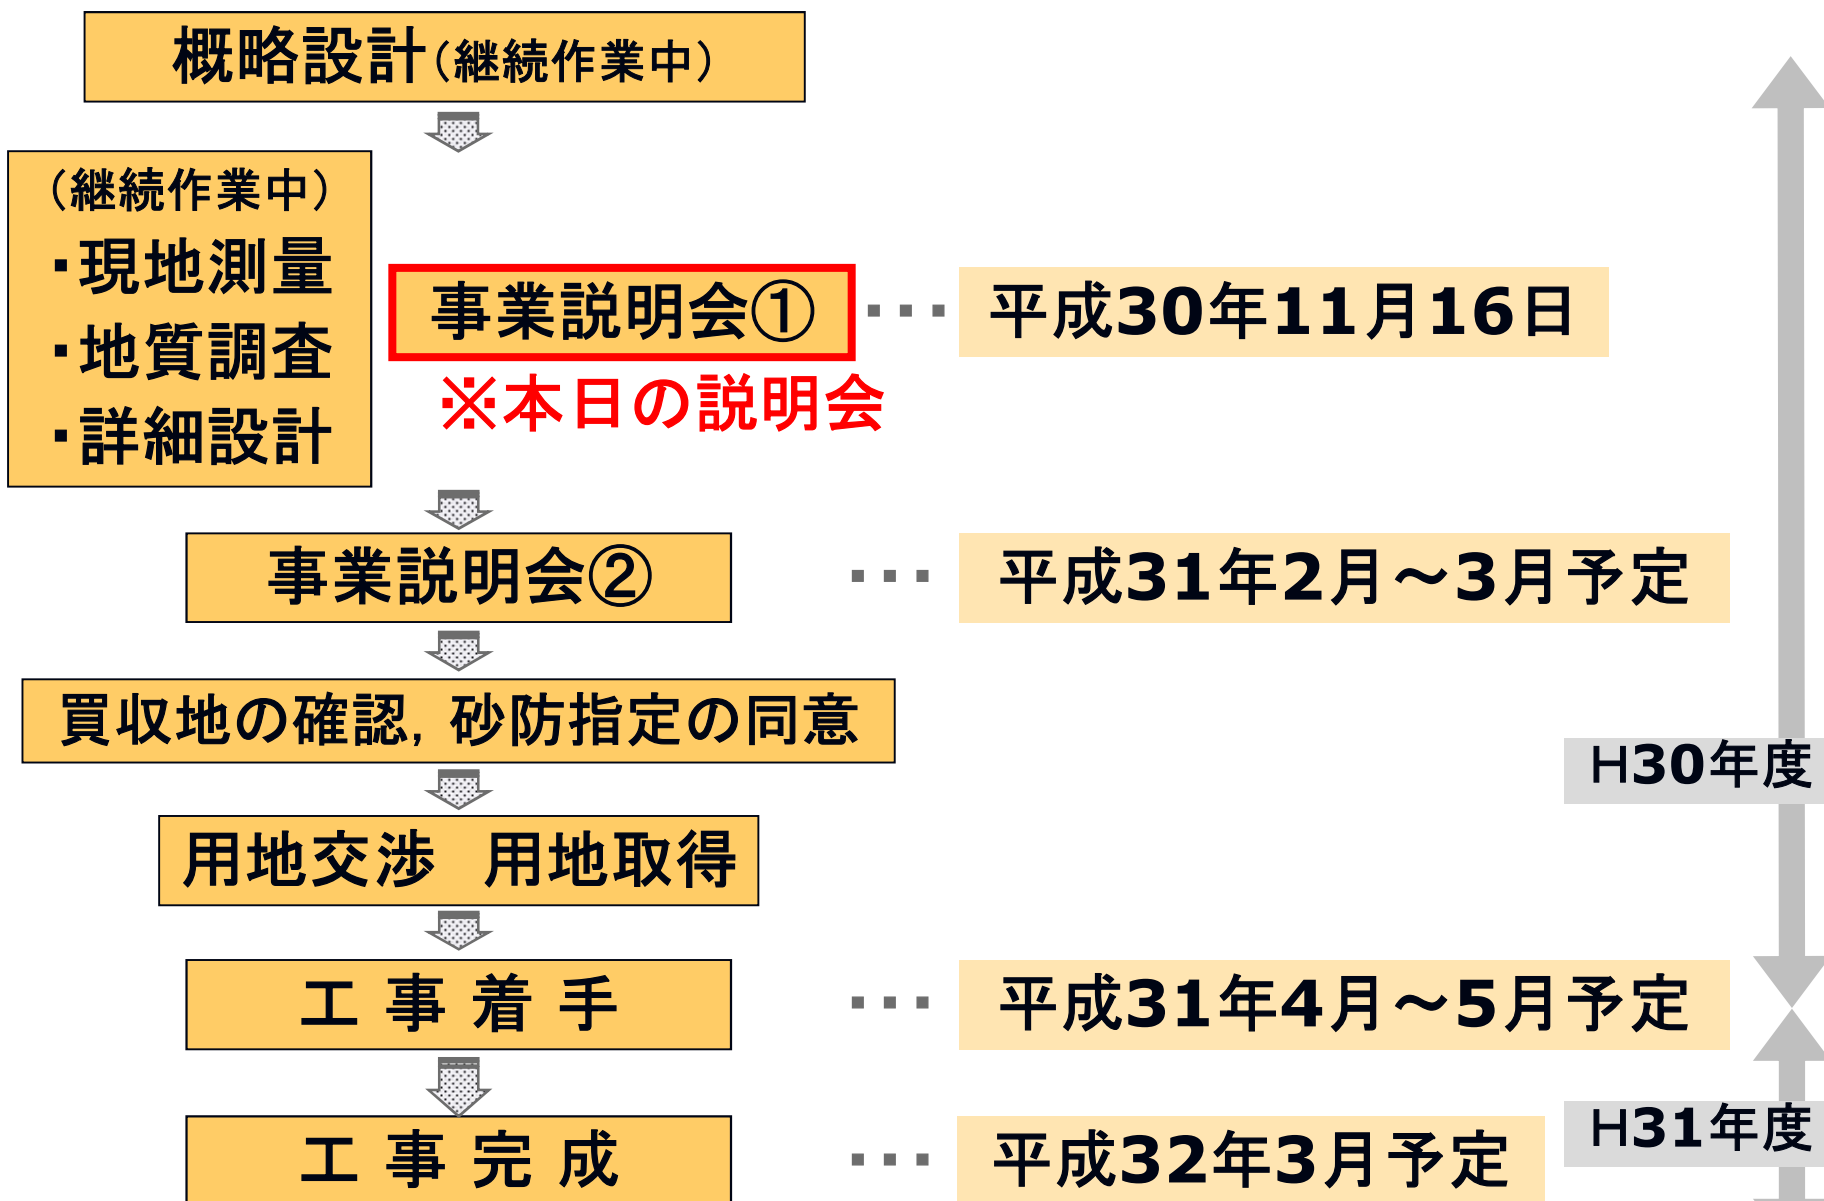 概略設計(継続作業中)
(継続作業中)
・現地測量
・地質調査
・詳細設計
事業説明会① ・・・ 平成30年11月16日
※本日の説明会
事業説明会② ・・・ 平成31年2月～3月予定
買収地の確認，砂防指定の同意
H30年度
用地交渉　用地取得
工事着手 ・・・ 平成31年4月～5月予定
H31年度
工事完成 ・・・ 平成32年3月予定